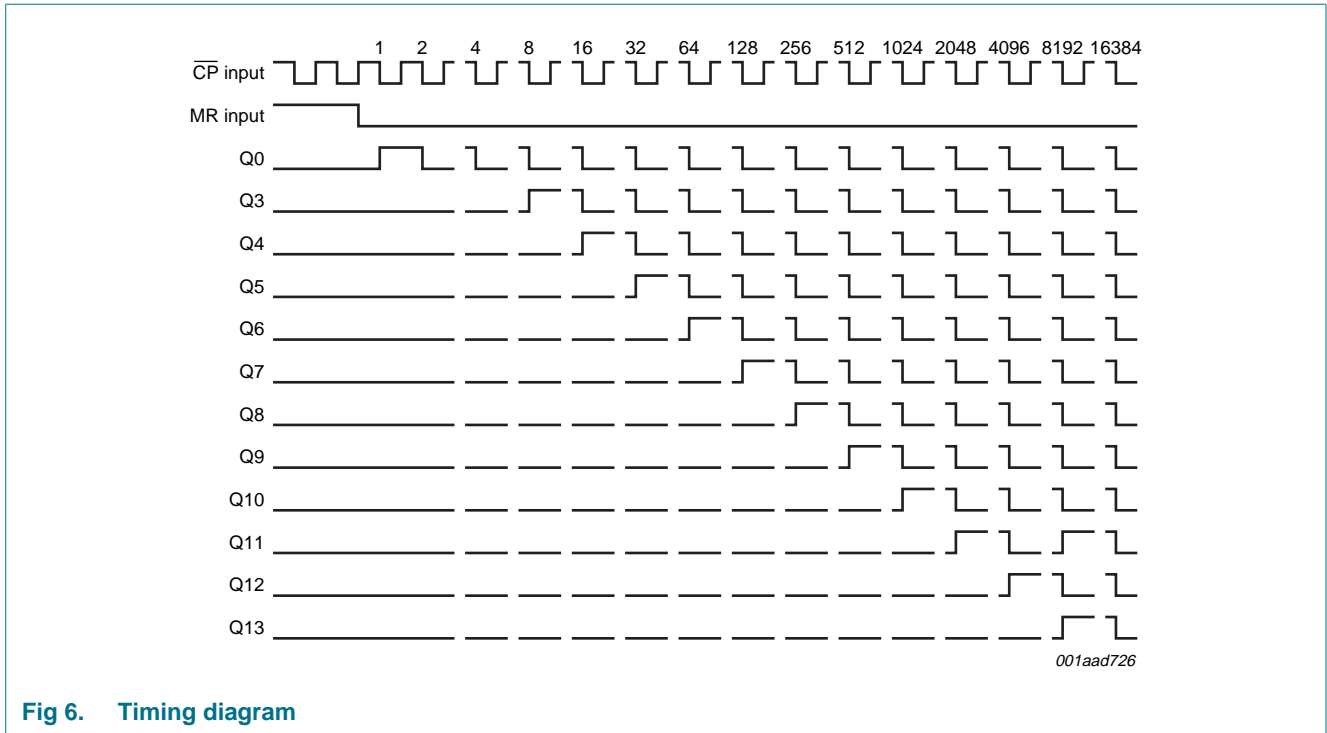 1 2 4 8 16 32 64 128 256 512 1024 2048 4096 8192 16384
CP input
MR input
Q0
Q3
Q4
Q5
Q6
Q7
Q8
Q9
Q10
Q11
Q12
Q13
001aad726
Fig 6. Timing diagram